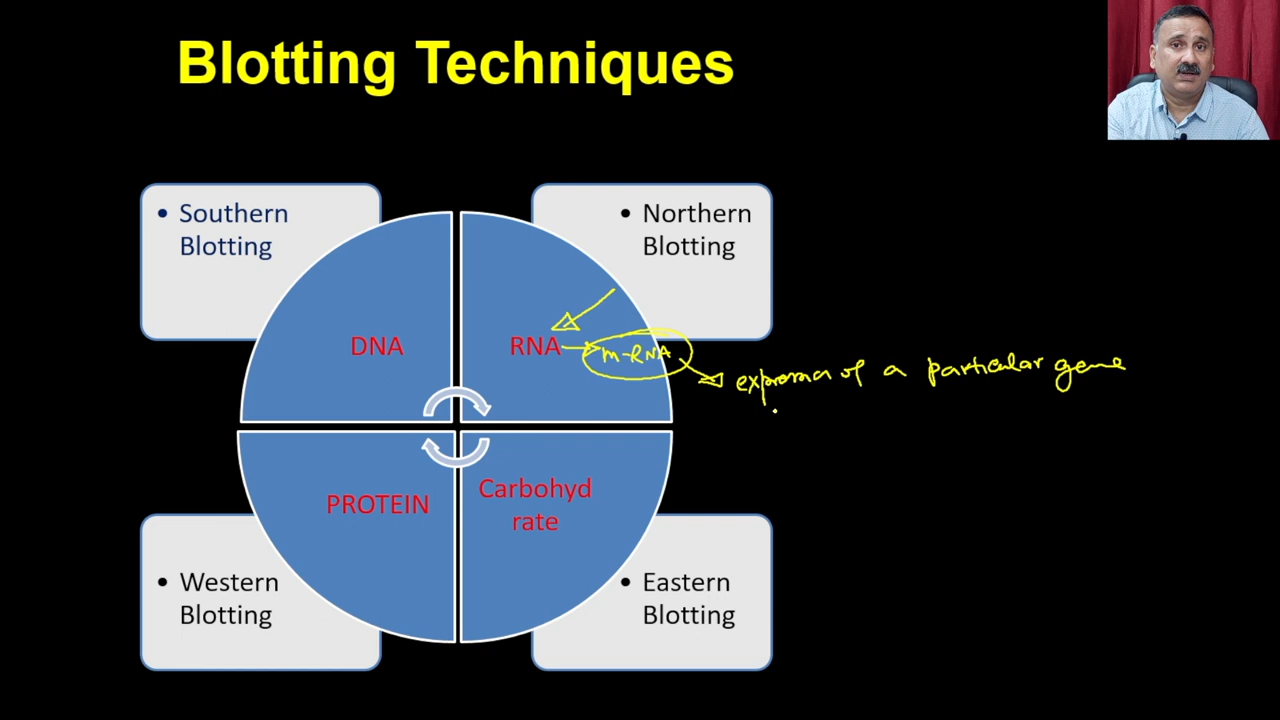 Blotting Techniques
• Southern
Blotting
• Northern
Blotting
DNA
RNA
m-RNA
of a particular gene
PROTEIN
Carbohyd
rate
• Western
Blotting
• Eastern
Blotting